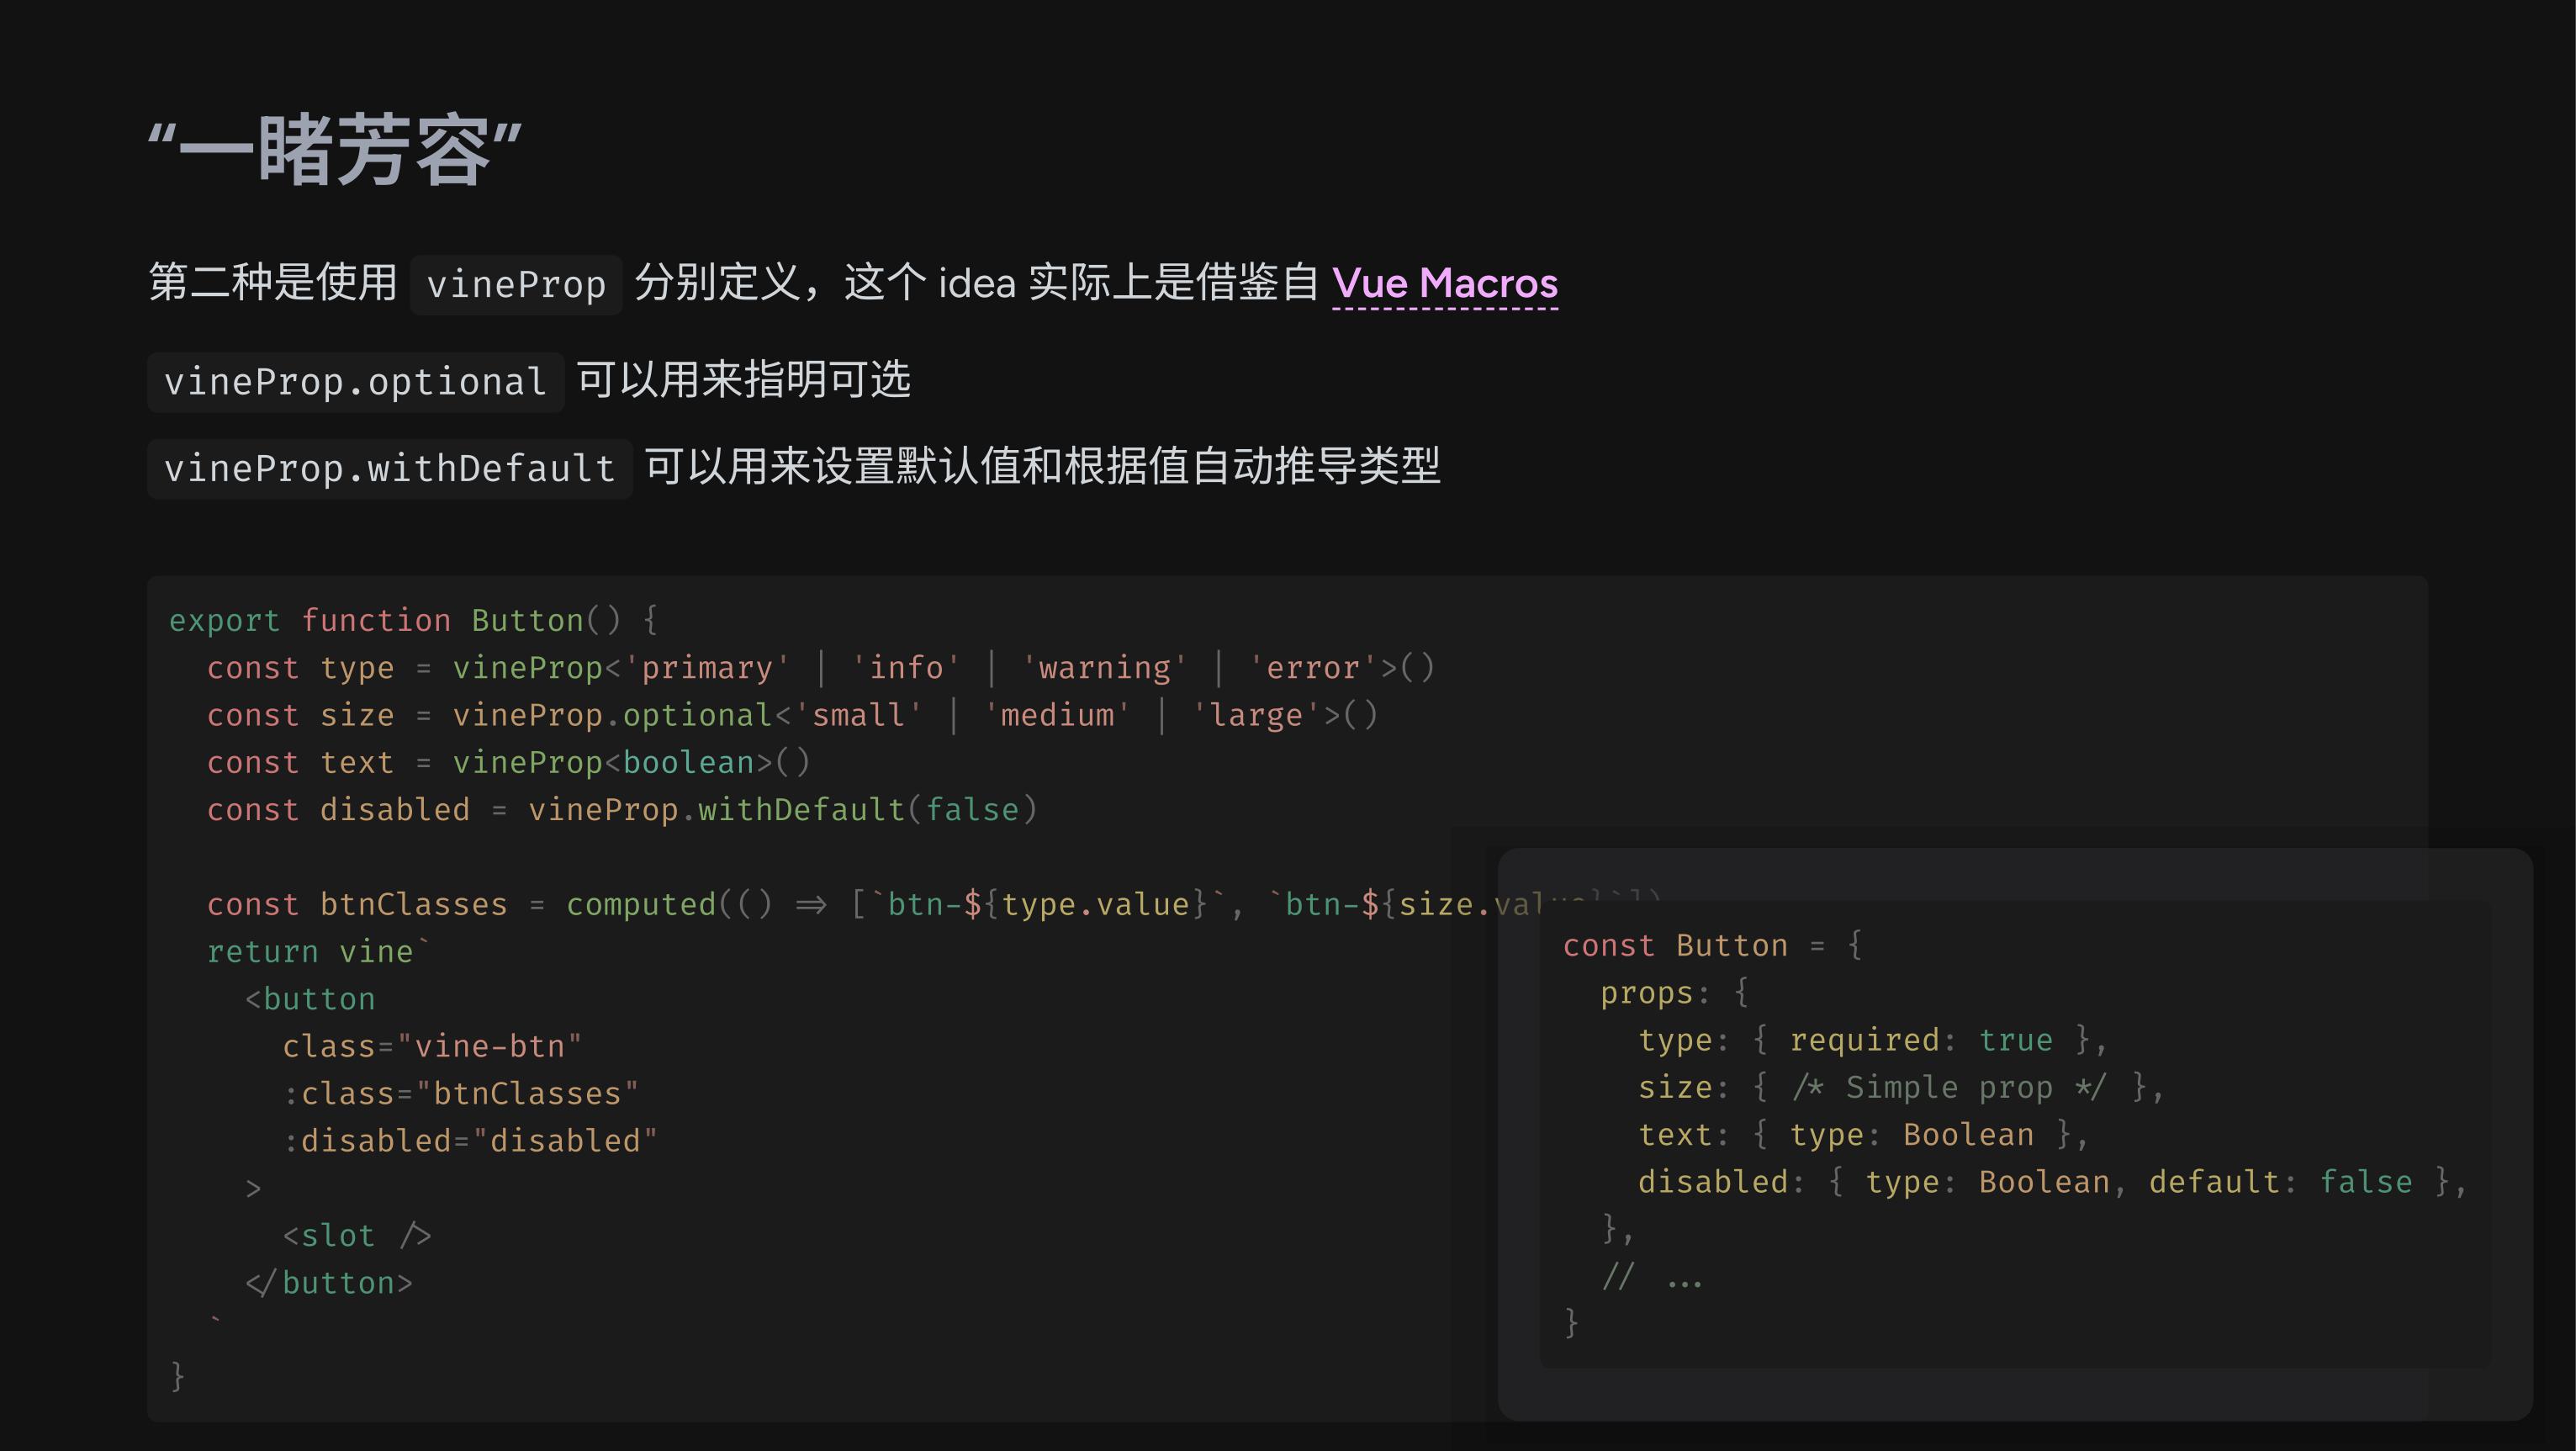 “一睹芳容”
第二种是使用 vineProp 分别定义，这个 idea 实际上是借鉴自 Vue Macros
vineProp.optional 可以用来指明可选
vineProp.withDefault 可以用来设置默认值和根据值自动推导类型
export function Button() {
  const type = vineProp<'primary' | 'info' | 'warning' | 'error'>()
  const size = vineProp.optional<'small' | 'medium' | 'large'>()
  const text = vineProp<boolean>()
  const disabled = vineProp.withDefault(false)
  const btnClasses = computed(() => [`btn-${type.value}`, `btn-${size.value}`])
  return vine`
    <button
      class="vine-btn"
      :class="btnClasses"
      :disabled="disabled"
    >
      <slot />
    </button>
  `
}
const Button = {
  props: {
    type: { required: true },
    size: { /* Simple prop */ },
    text: { type: Boolean },
    disabled: { type: Boolean, default: false },
  },
  // ...
}